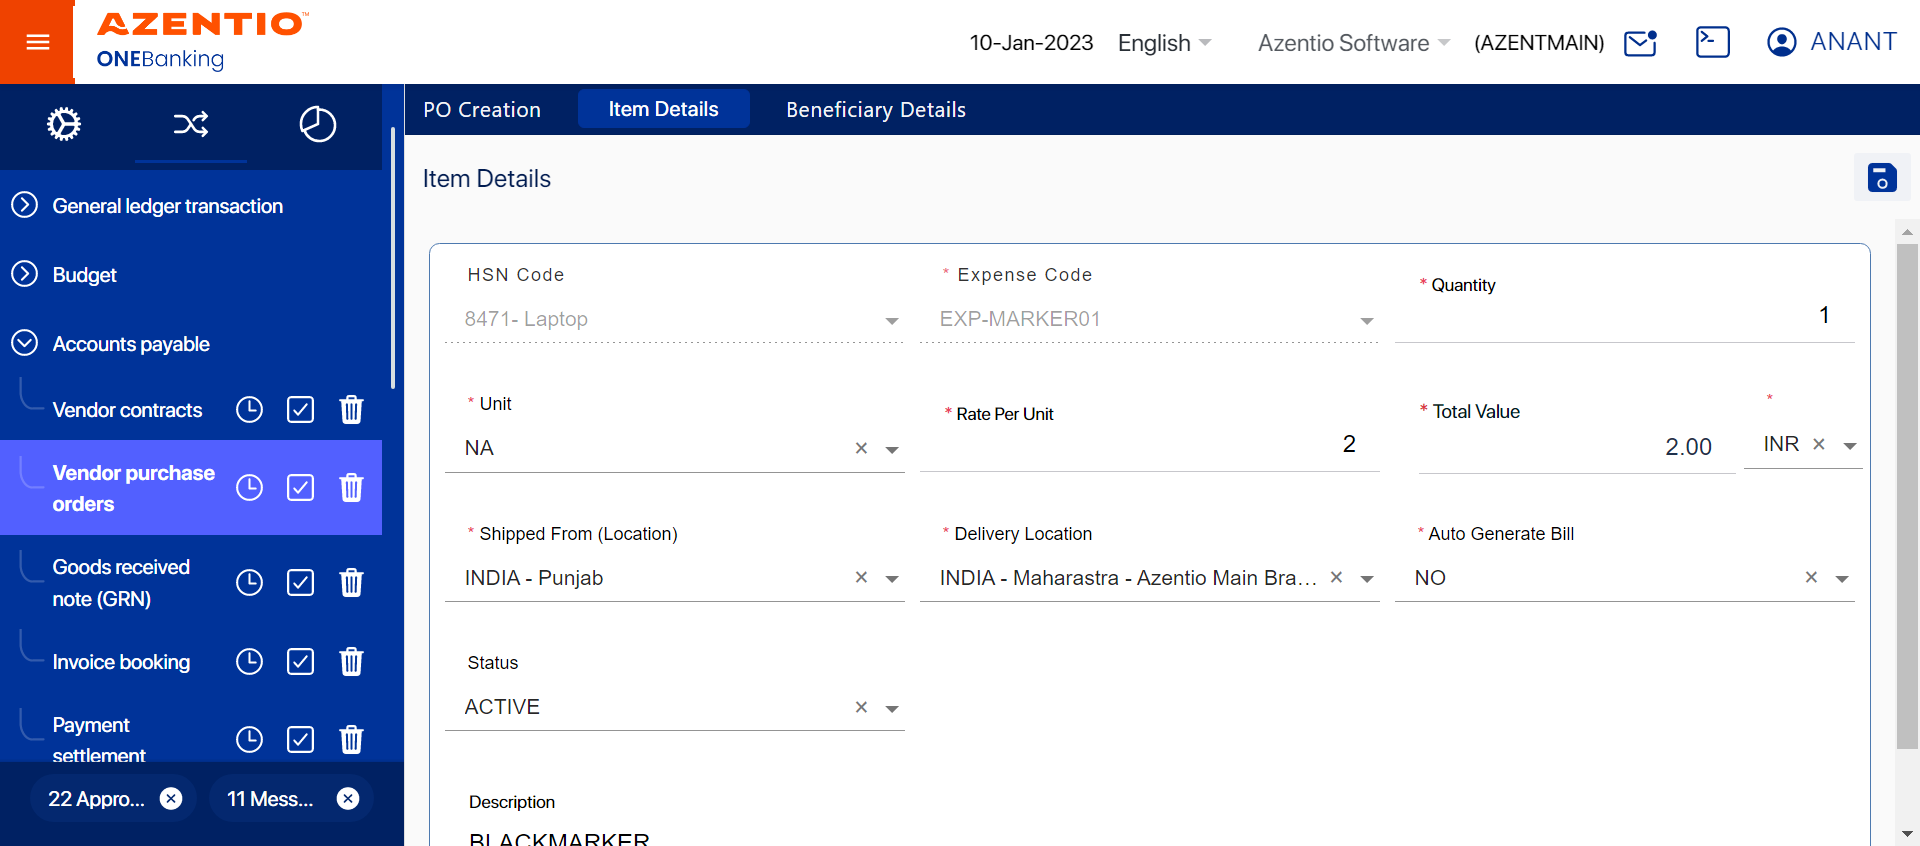 AZENTIO™
ONEBanking
10-Jan-2023
English
Azentio Software
(AZENTMAIN)
ANANT
PO Creation
Item Details
Beneficiary Details
General ledger transaction
Budget
Accounts payable
Vendor contracts
Vendor purchase
orders
Goods received
note (GRN)
Invoice booking
Payment
settlement
22 Appro...
11 Mess...
Item Details
HSN Code
8471- Laptop
* Expense Code
EXP-MARKER01
* Quantity
1
* Unit
NA
* Rate Per Unit
2
* Total Value
2.00
*
INR
* Shipped From (Location)
INDIA - Punjab
* Delivery Location
INDIA - Maharastra - Azentio Main Bra...
* Auto Generate Bill
NO
Status
ACTIVE
Description
BLACKMARKER